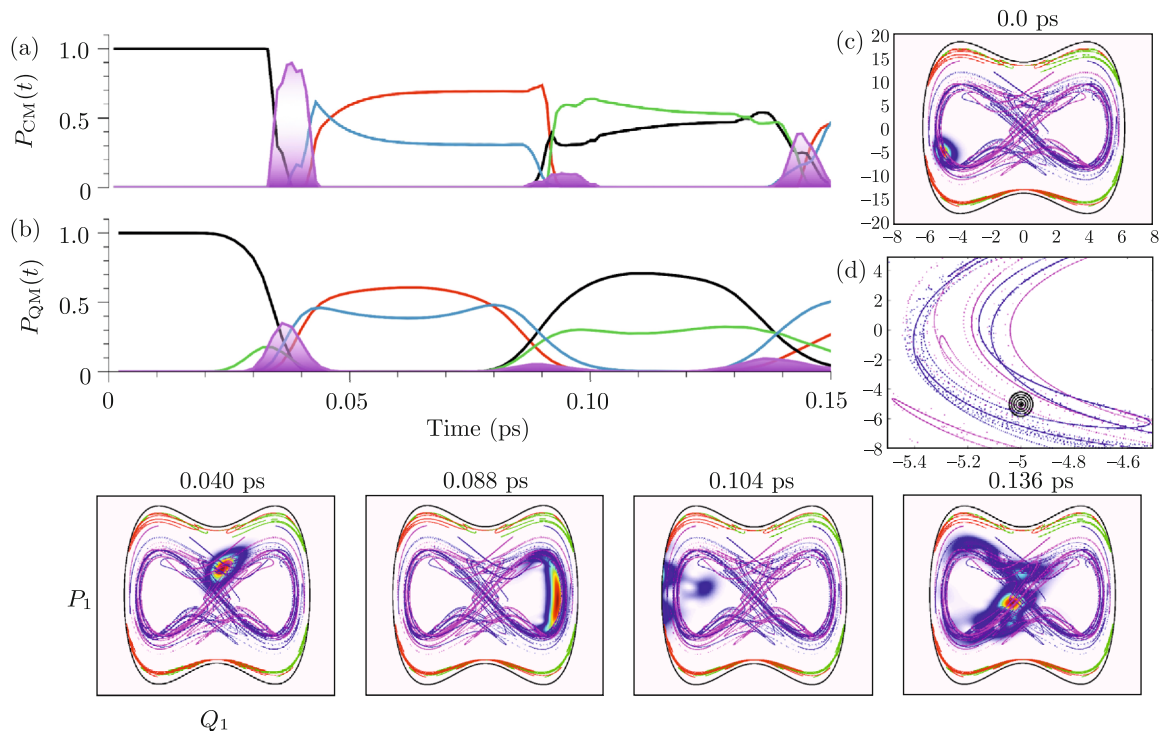 (a)
1.0
0.5
0
P_CM(t)
(b)
1.0
0.5
0
P_QM(t)
0 0.05 0.10 0.15
Time (ps)
0.0 ps
(c)
20
15
10
5
0
−5
−10
−15
−20
−8 −6 −4 −2 0 2 4 6 8
(d)
4
2
0
−2
−4
−6
−8
−5.4 −5.2 −5 −4.8 −4.6
0.040 ps 0.088 ps 0.104 ps 0.136 ps
P_1
Q_1